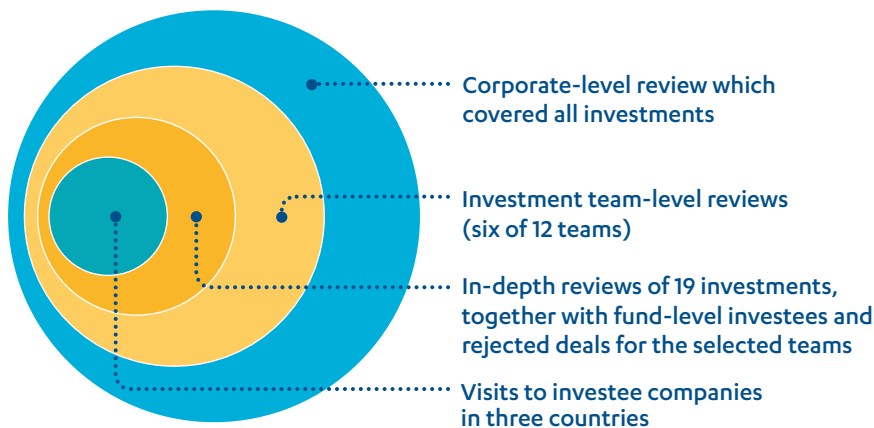 Corporate-level review which
covered all investments
Investment team-level reviews
(six of 12 teams)
In-depth reviews of 19 investments,
together with fund-level investees and
rejected deals for the selected teams
Visits to investee companies
in three countries